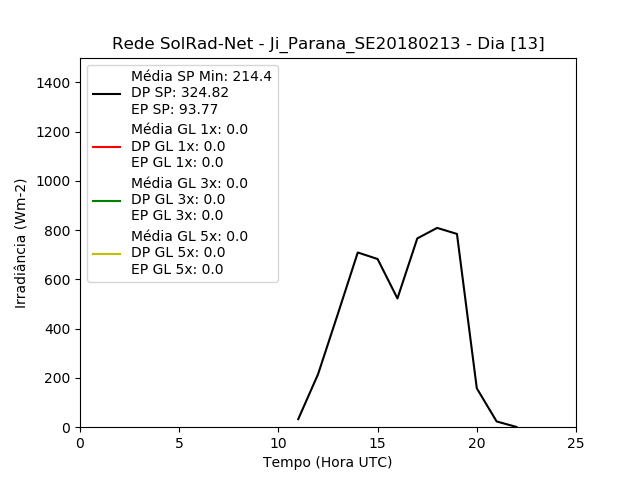 Rede SolRad-Net - Ji_Parana_SE20180213 - Dia [13]
Média SP Min: 214.4
DP SP: 324.82
EP SP: 93.77
Média GL 1x: 0.0
DP GL 1x: 0.0
EP GL 1x: 0.0
Média GL 3x: 0.0
DP GL 3x: 0.0
EP GL 3x: 0.0
Média GL 5x: 0.0
DP GL 5x: 0.0
EP GL 5x: 0.0
Irradiância (Wm-2)
1400
1200
1000
800
600
400
200
0
0 5 10 15 20 25
Tempo (Hora UTC)